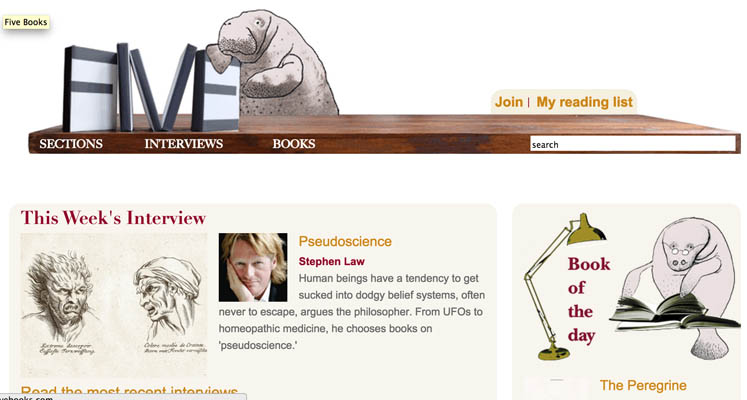 Five Books
FIVE
Join | My reading list
SECTIONS INTERVIEWS BOOKS
search
This Week's Interview
Pseudoscience
Stephen Law
Human beings have a tendency to get
sucked into dodgy belief systems, often
never to escape, argues the philosopher. From UFOs to
homeopathic medicine, he chooses books on
'pseudoscience.'
Read the most recent interviews
Book
of
the
day
The Peregrine